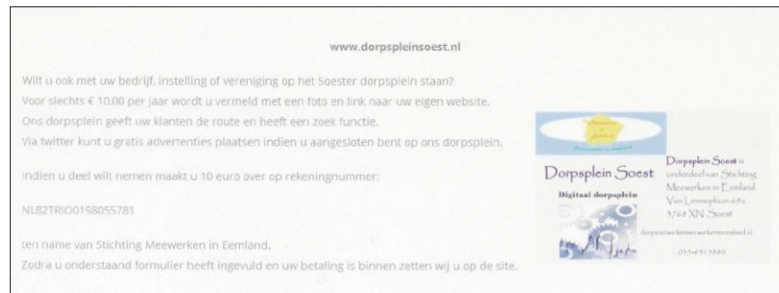 www.dorpspleinsoest.nl
Wilt u ook met uw bedrijf, instelling of vereniging op het Soester dorpsplein staan?
Voor slechts € 10.00 per jaar wordt u vermeld met een foto en link naar uw eigen website.
Ons dorpsplein geeft uw klanten de route en heeft een zoek functie.
Via twitter kunt u gratis advertenties plaatsen indien u aangesloten bent op ons dorpsplein.
indien u deel wilt nemen maakt u 10 euro over op rekeningnummer:
NL82TRIO0198055781
ten name van Stichting Meewerken in Eemland.
Zodra u onderstaand formulier heeft ingevuld en uw betaling is binnen zetten wij u op de site.
Dorpsplein Soest
Digitaal dorpsplein
Dorpsplein Soest is
onderdeel van Stichting
Meewerken in Eemland
Van Lenneplaan
3768 XN Soest